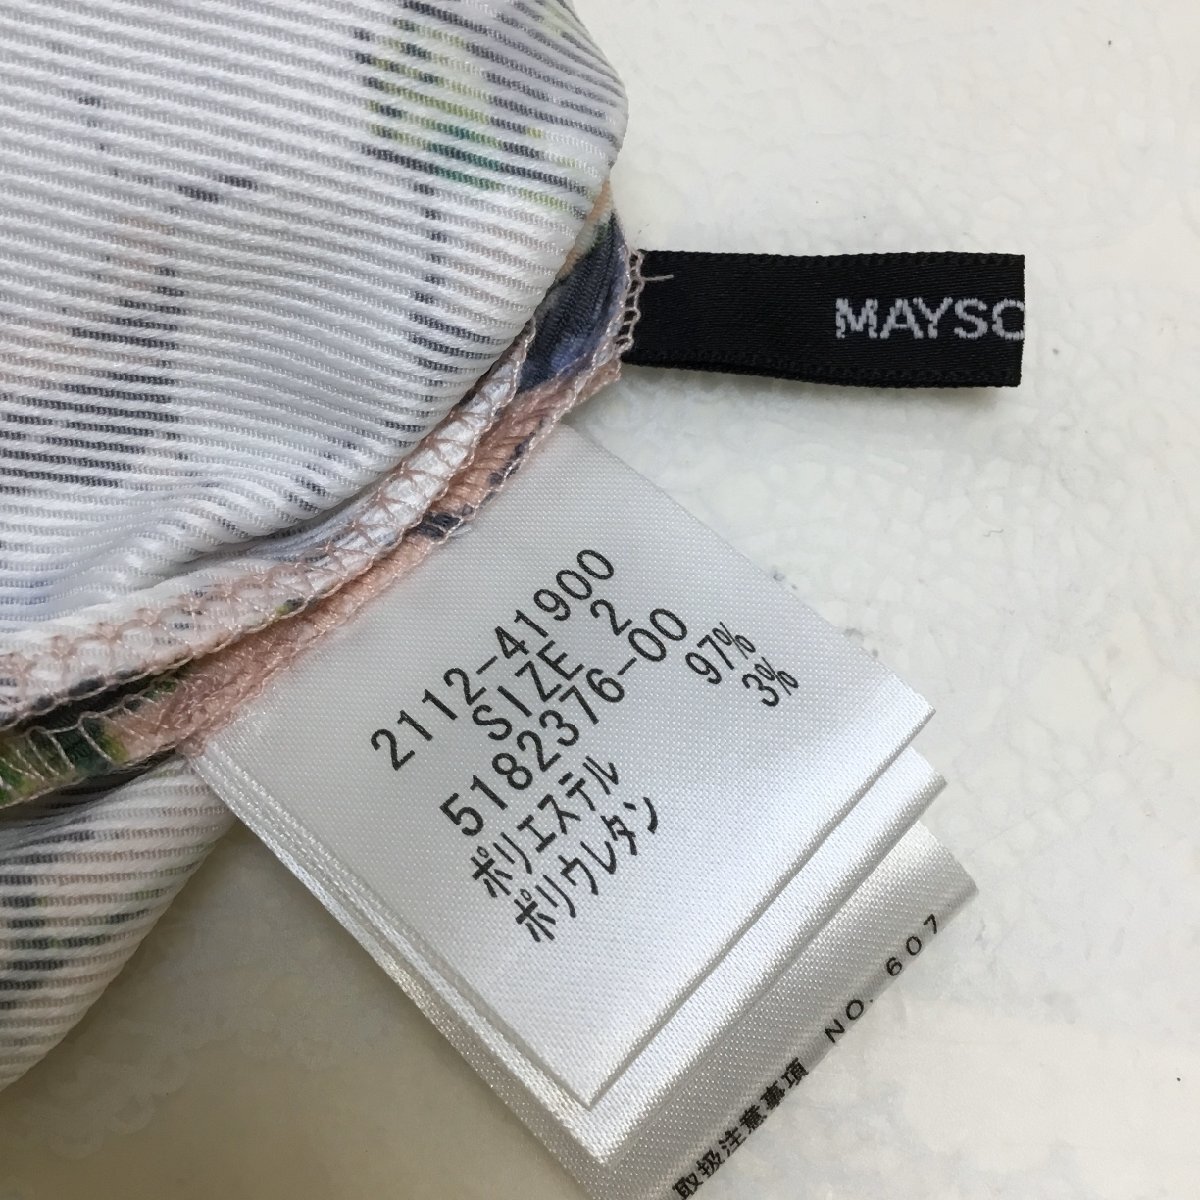 MAYSO
2112-41900
SIZE 2
5182376-00
ポリエステル 97%
ポリウレタン 3%
取扱注意事項 NO. 607